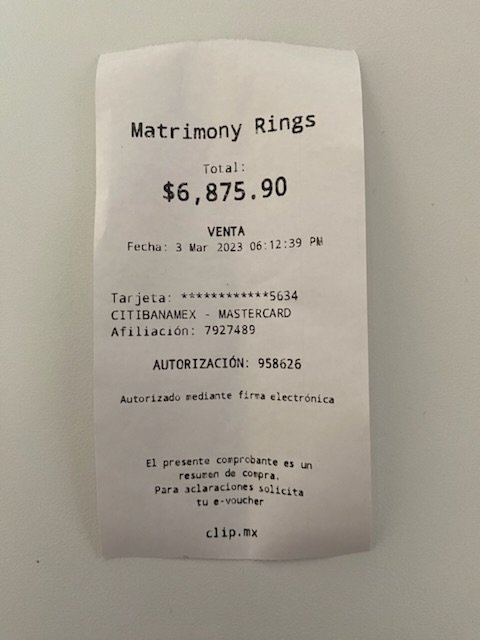 Matrimony Rings
Total:
$6,875.90
VENTA
Fecha: 3 Mar 2023 06:12:39 PM
Tarjeta: ************5634
CITIBANAMEX - MASTERCARD
Afiliación: 7927489
AUTORIZACIÓN: 958626
Autorizado mediante firma electrónica
El presente comprobante es un
resumen de compra.
Para aclaraciones solicita
tu e-voucher
clip.mx